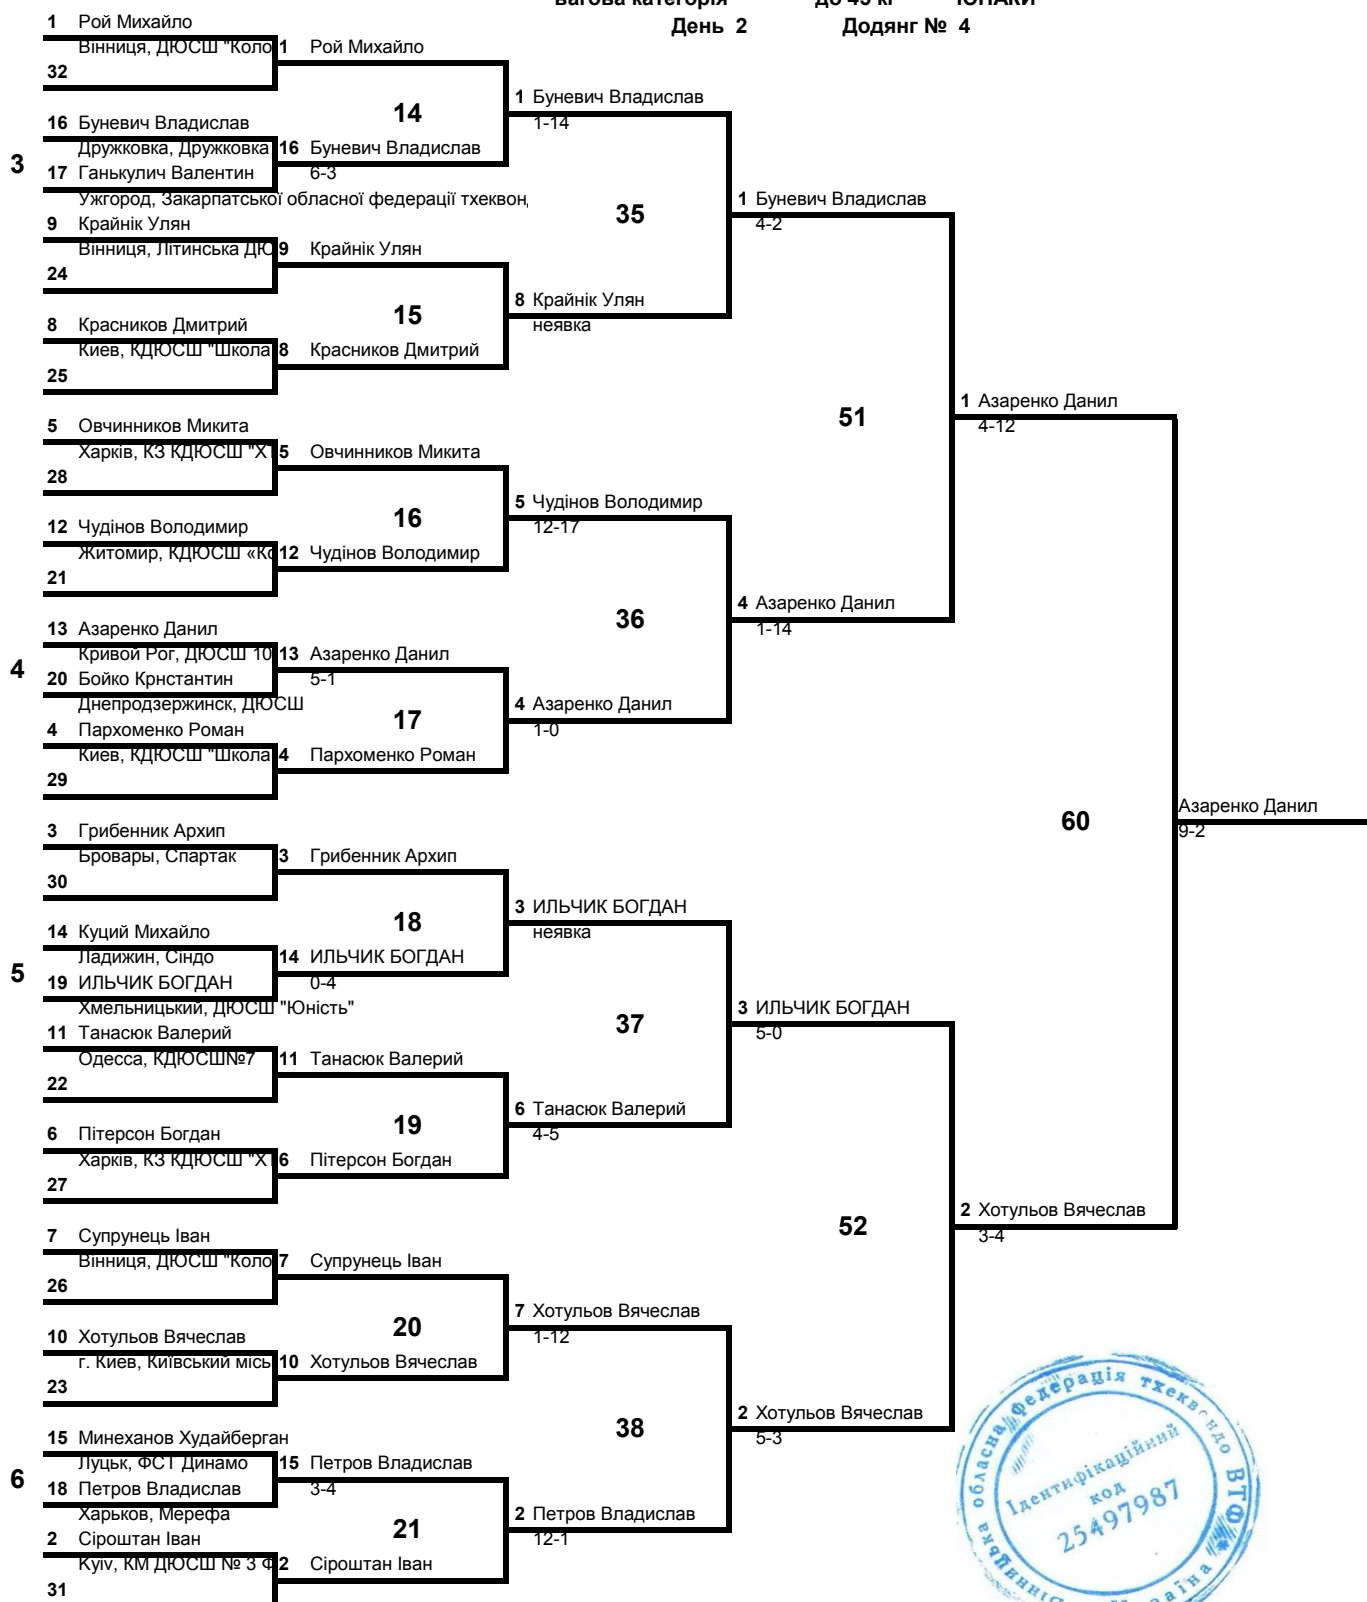 вагова категорія до 45 кг ЮНАКИ
День 2 Додянг № 4
1 Рой Михайло
Вінниця, ДЮСШ "Коло 1 Рой Михайло
32
14
1 Буневич Владислав
1-14
16 Буневич Владислав
Дружковка, Дружковка 16 Буневич Владислав
3
17 Ганькулич Валентин 6-3
Ужгород, Закарпатської обласної федерації тхеквон
35
1 Буневич Владислав
4-2
9 Крайнік Улян
Вінниця, Літинська ДЮ 9 Крайнік Улян
24
15
8 Крайнік Улян
неявка
8 Красников Дмитрий
Киев, КДЮСШ "Школа 8 Красников Дмитрий
25
51
1 Азаренко Данил
4-12
5 Овчинников Микита
Харків, КЗ КДЮСШ "ХТ 5 Овчинников Микита
28
16
5 Чудінов Володимир
12-17
12 Чудінов Володимир
Житомир, КДЮСШ «Ко 12 Чудінов Володимир
21
36
4 Азаренко Данил
1-14
13 Азаренко Данил
Кривой Рог, ДЮСШ 10 13 Азаренко Данил
4
20 Бойко Крнстантин 5-1
Днепродзержинск, ДЮСШ
17
4 Азаренко Данил
1-0
4 Пархоменко Роман
Киев, КДЮСШ "Школа 4 Пархоменко Роман
29
60
Азаренко Данил
9-2
3 Грибенник Архип
Бровары, Спартак 3 Грибенник Архип
30
18
3 ИЛЬЧИК БОГДАН
неявка
14 Куций Михайло
Ладижин, Сіндо 14 ИЛЬЧИК БОГДАН
5
19 ИЛЬЧИК БОГДАН 0-4
Хмельницький, ДЮСШ "Юність"
37
3 ИЛЬЧИК БОГДАН
5-0
11 Танасюк Валерий
Одесса, КДЮСШ№7 11 Танасюк Валерий
22
19
6 Танасюк Валерий
4-5
6 Пітерсон Богдан
Харків, КЗ КДЮСШ "ХТ 6 Пітерсон Богдан
27
52
2 Хотульов Вячеслав
3-4
7 Супрунець Іван
Вінниця, ДЮСШ "Коло 7 Супрунець Іван
26
20
7 Хотульов Вячеслав
1-12
10 Хотульов Вячеслав
г. Киев, Київський місь 10 Хотульов Вячеслав
23
38
2 Хотульов Вячеслав
5-3
15 Минеханов Худайберган
Луцьк, ФСТ Динамо 15 Петров Владислав
6
18 Петров Владислав 3-4
Харьков, Мерефа
21
2 Петров Владислав
12-1
2 Сіроштан Іван
Kyiv, КМ ДЮСШ № 3 Ф 2 Сіроштан Іван
31
обласна федерація тхеквондо ВТФ
Ідентифікаційний
код
25497987